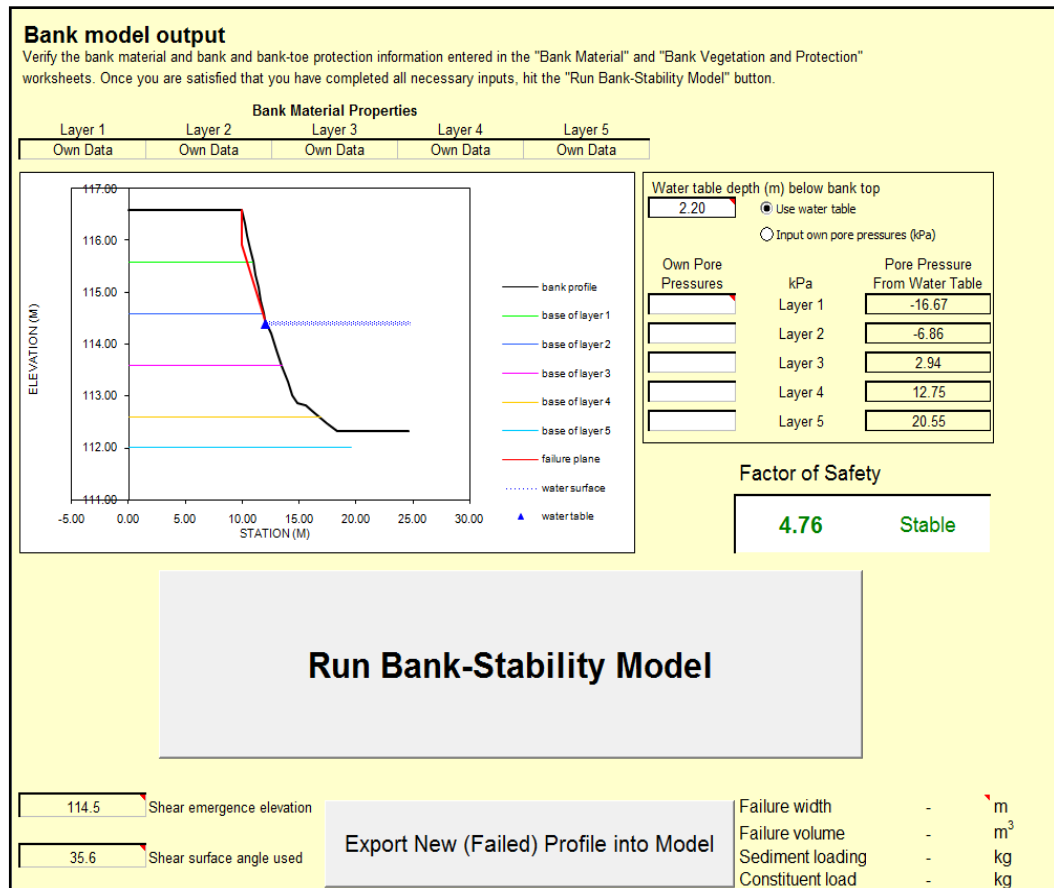 Bank model output
Verify the bank material and bank and bank-toe protection information entered in the "Bank Material" and "Bank Vegetation and Protection"
worksheets. Once you are satisfied that you have completed all necessary inputs, hit the "Run Bank-Stability Model" button.
Bank Material Properties
Layer 1 Layer 2 Layer 3 Layer 4 Layer 5
Own Data Own Data Own Data Own Data Own Data
117.00
116.00
115.00
114.00
113.00
112.00
111.00
ELEVATION (M)
-5.00 0.00 5.00 10.00 15.00 20.00 25.00 30.00
STATION (M)
bank profile
base of layer 1
base of layer 2
base of layer 3
base of layer 4
base of layer 5
failure plane
water surface
water table
Water table depth (m) below bank top
2.20 Use water table
Input own pore pressures (kPa)
Own Pore Pore Pressure
Pressures kPa From Water Table
Layer 1 -16.67
Layer 2 -6.86
Layer 3 2.94
Layer 4 12.75
Layer 5 20.55
Factor of Safety
4.76 Stable
Run Bank-Stability Model
114.5 Shear emergence elevation
35.6 Shear surface angle used
Export New (Failed) Profile into Model
Failure width - m
Failure volume - m³
Sediment loading - kg
Constituent load - kg